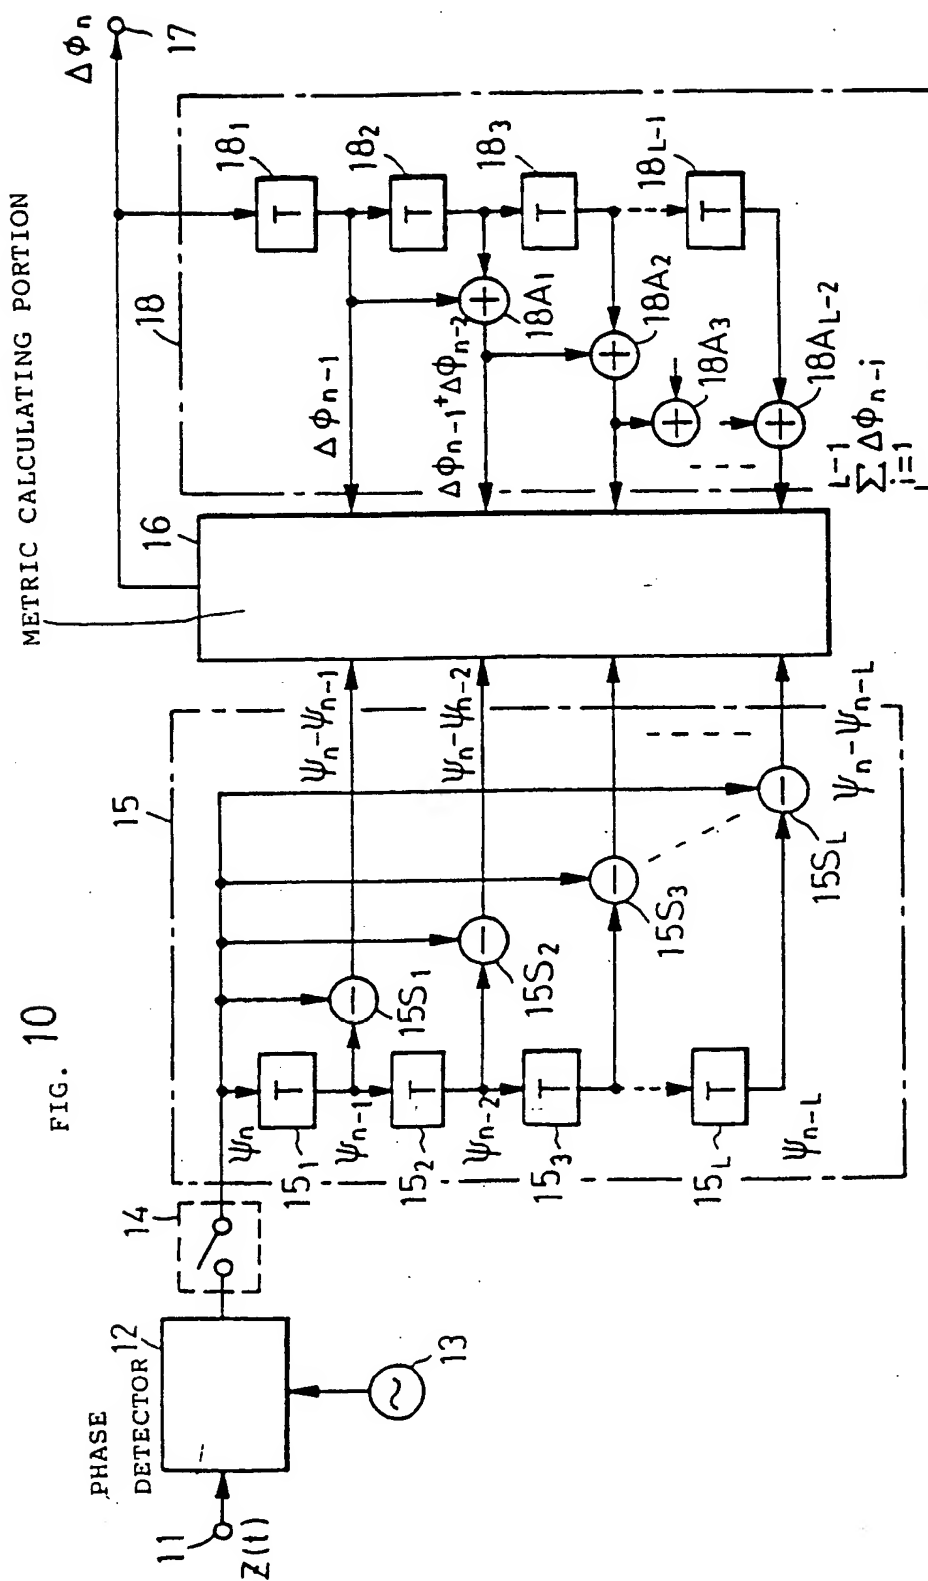 FIG. 10
METRIC CALCULATING PORTION
PHASE
DETECTOR
11
Z(t)
12
13
14
15
ψn
15₁
ψn-1
15₂
ψn-2
15₃
15L
ψn-L
T
T
T
T
15S₁
15S₂
15S₃
15SL
ψn-ψn-1
ψn-ψn-2
ψn-ψn-L
16
Δϕn
17
18
18₁
18₂
18₃
18L-1
T
T
T
T
Δϕn-1
Δϕn-1+Δϕn-2
18A₁
18A₂
18A₃
18AL-2
L-1
Σ Δϕn-i
i=1